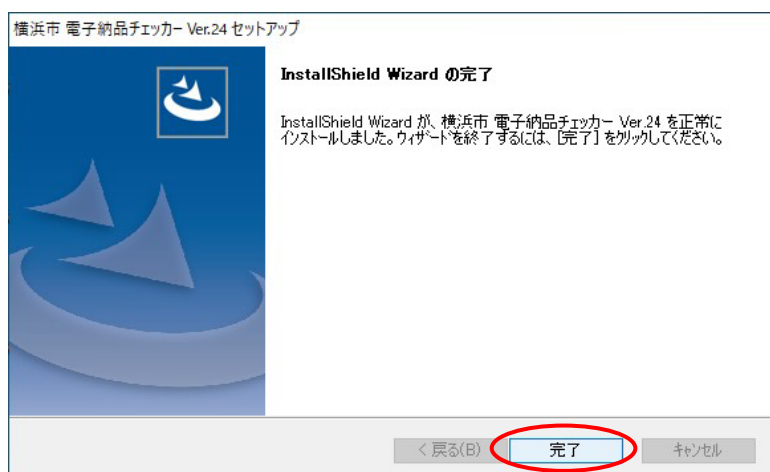 横浜市 電子納品チェッカー Ver.24 セットアップ
InstallShield Wizard の完了
InstallShield Wizard が、横浜市 電子納品チェッカー Ver.24 を正常に
インストールしました。ウィザードを終了するには、[完了] をクリックしてください。
< 戻る(B)
完了
キャンセル